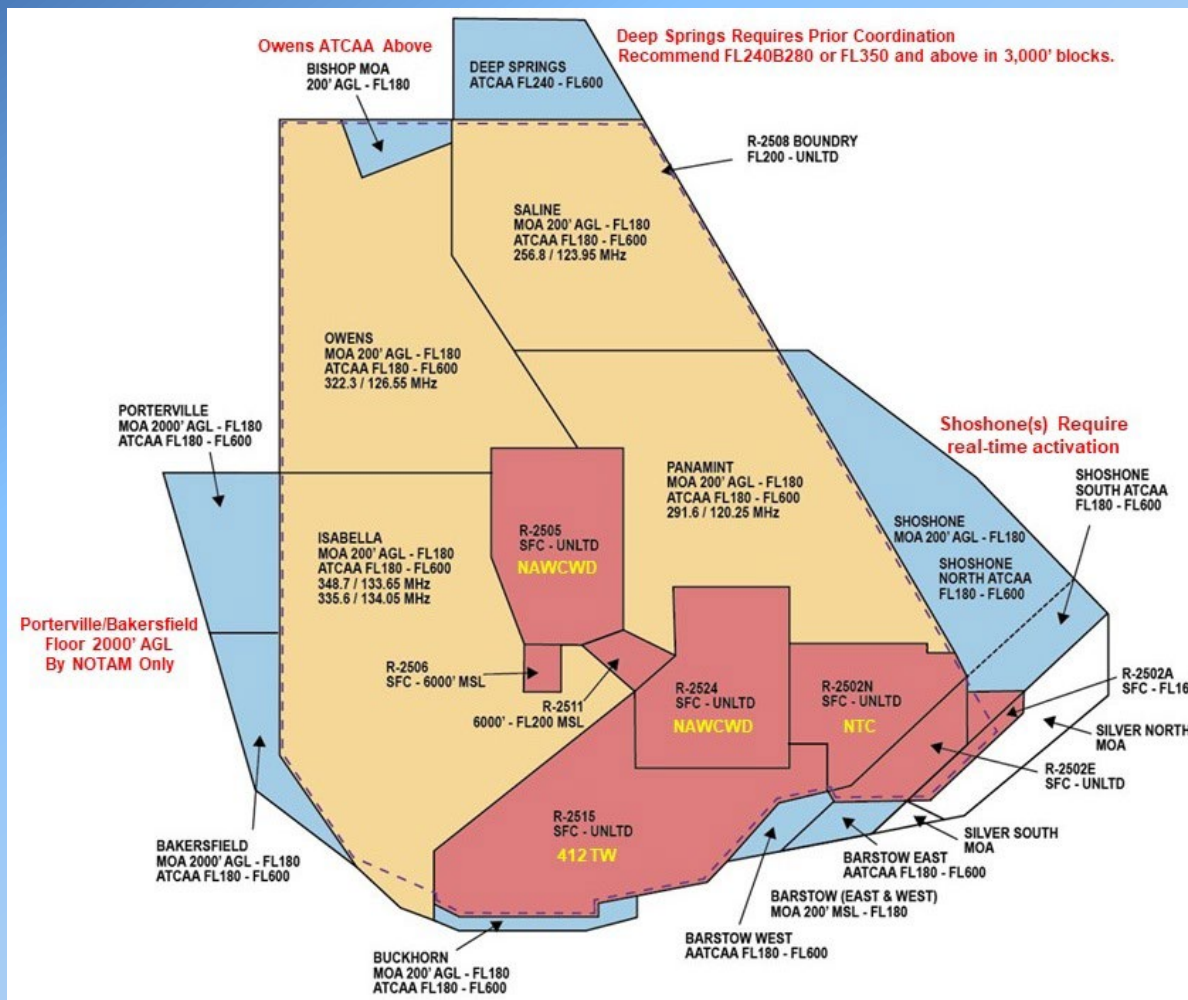 Owens ATCAA Above
BISHOP MOA
200' AGL - FL180
DEEP SPRINGS
ATCAA FL240 - FL600
Deep Springs Requires Prior Coordination
Recommend FL240B280 or FL350 and above in 3,000' blocks.
R-2508 BOUNDRY
FL200 - UNLTD
SALINE
MOA 200' AGL - FL180
ATCAA FL180 - FL600
256.8 / 123.95 MHz
OWENS
MOA 200' AGL - FL180
ATCAA FL180 - FL600
322.3 / 126.55 MHz
PORTERVILLE
MOA 2000' AGL - FL180
ATCAA FL180 - FL600
PANAMINT
MOA 200' AGL - FL180
ATCAA FL180 - FL600
291.6 / 120.25 MHz
Shoshone(s) Require
real-time activation
SHOSHONE
SOUTH ATCAA
FL180 - FL600
SHOSHONE
MOA 200' AGL - FL180
SHOSHONE
NORTH ATCAA
FL180 - FL600
ISABELLA
MOA 200' AGL - FL180
ATCAA FL180 - FL600
348.7 / 133.65 MHz
335.6 / 134.05 MHz
R-2505
SFC - UNLTD
NAWCWD
Porterville/Bakersfield
Floor 2000' AGL
By NOTAM Only
R-2506
SFC - 6000' MSL
R-2511
6000' - FL200 MSL
R-2524
SFC - UNLTD
NAWCWD
R-2502N
SFC - UNLTD
NTC
R-2502A
SFC - FL16
SILVER NORTH
MOA
R-2502E
SFC - UNLTD
SILVER SOUTH
MOA
R-2515
SFC - UNLTD
412 TW
BAKERSFIELD
MOA 2000' AGL - FL180
ATCAA FL180 - FL600
BARSTOW EAST
AATCAA FL180 - FL600
BARSTOW (EAST & WEST)
MOA 200' MSL - FL180
BARSTOW WEST
AATCAA FL180 - FL600
BUCKHORN
MOA 200' AGL - FL180
ATCAA FL180 - FL600